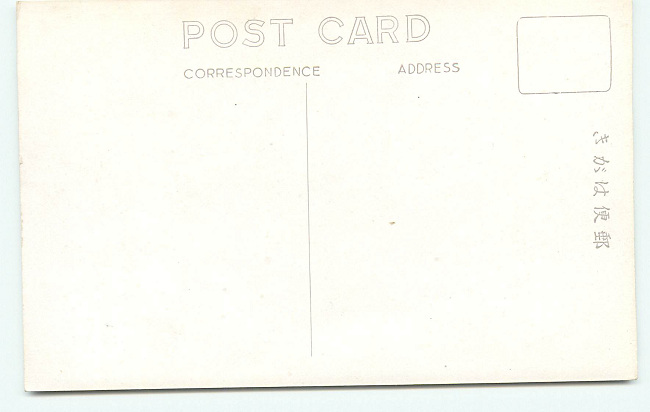 POST CARD
CORRESPONDENCE
ADDRESS
郵便はがき